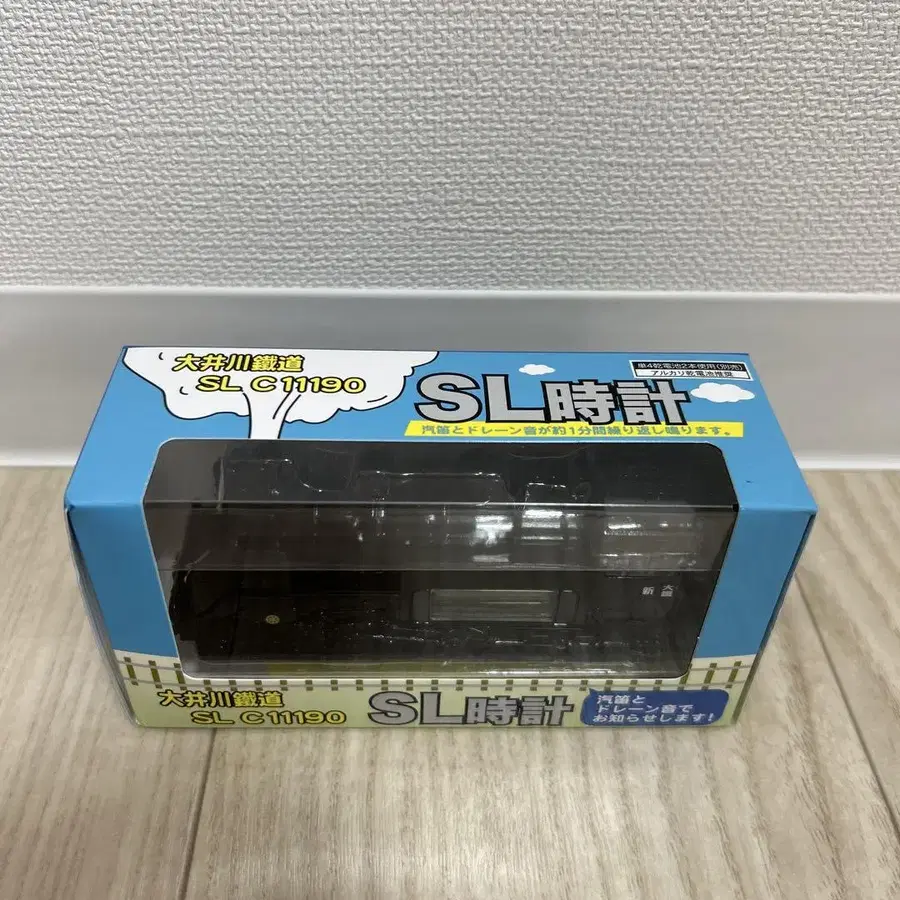 大井川鐵道
SL C11190
SL時計
単4乾電池2本使用(別売)
アルカリ乾電池推奨
汽笛とドレーン音が約1分間繰り返し鳴ります。
新
大井川鐵道
SL C11190
SL時計
汽笛と
ドレーン音で
お知らせします!